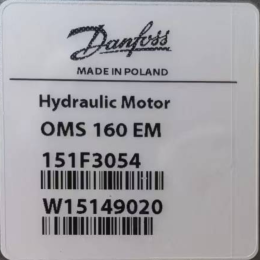 Danfoss
MADE IN POLAND
Hydraulic Motor
OMS 160 EM
151F3054
W15149020